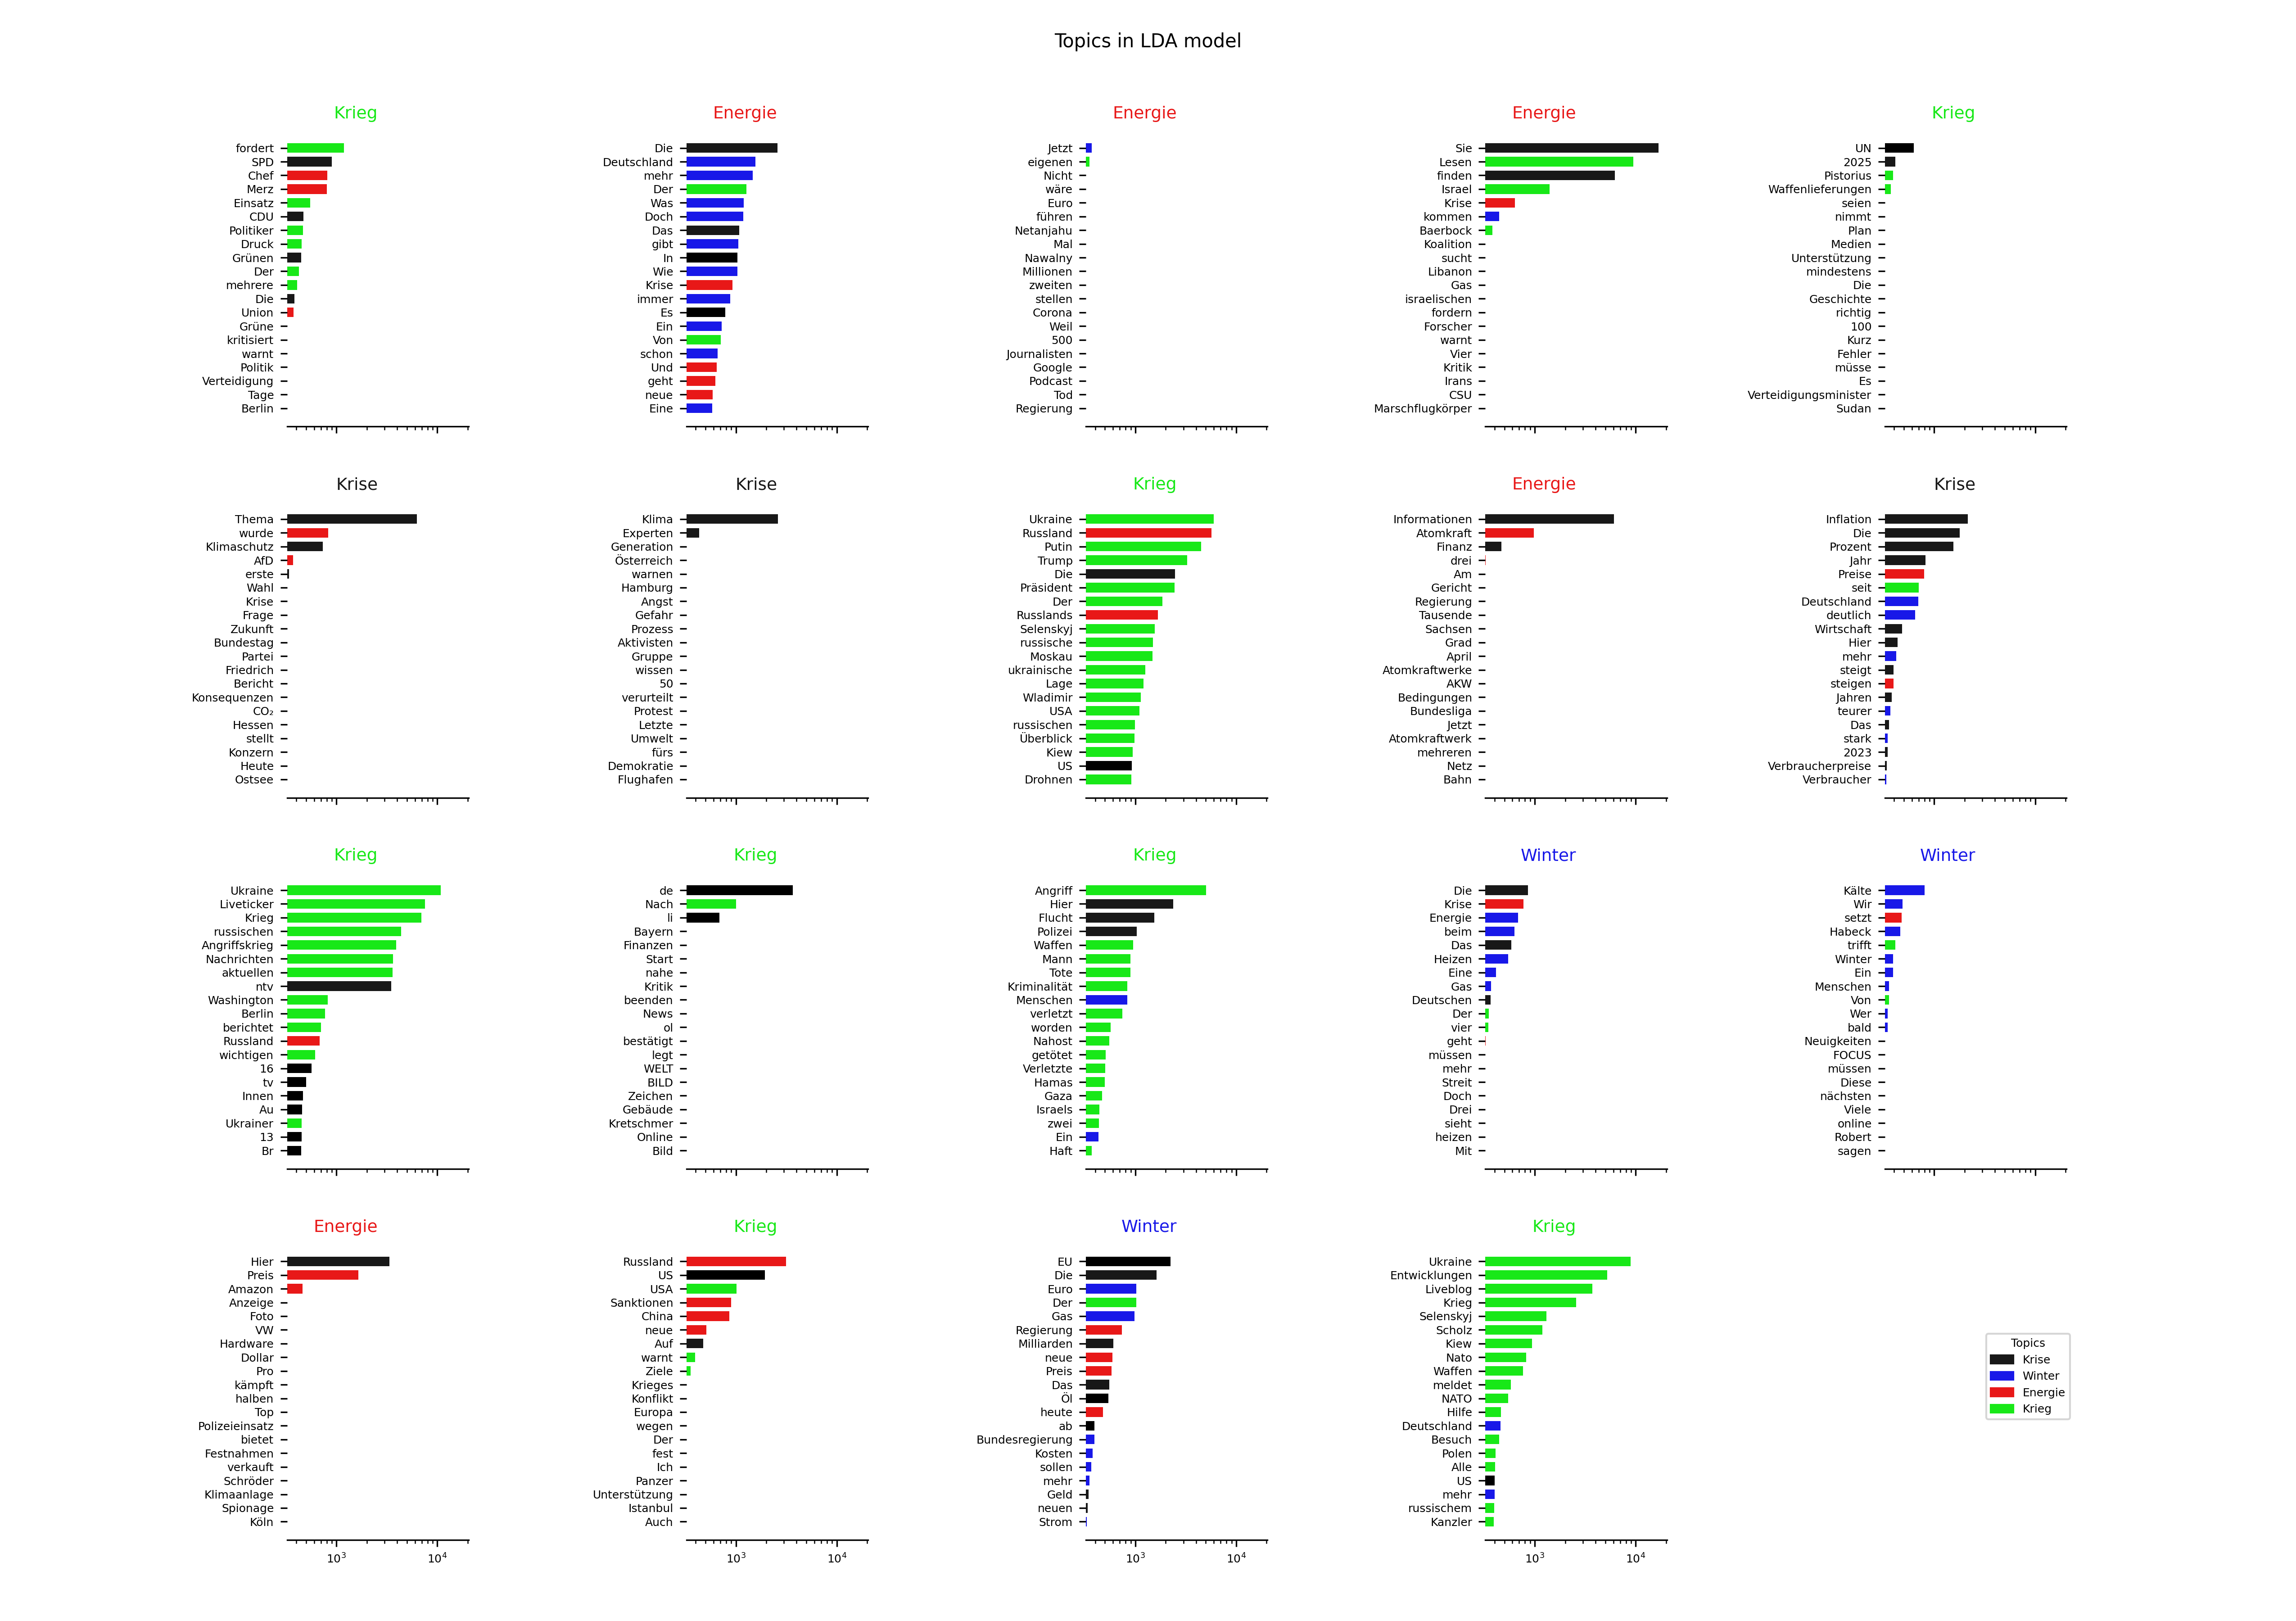 Topics in LDA model
Krieg
fordert
SPD
Chef
Merz
Einsatz
CDU
Politiker
Druck
Grünen
Der
mehrere
Die
Union
Grüne
kritisiert
warnt
Politik
Verteidigung
Tage
Berlin
Energie
Die
Deutschland
mehr
Der
Was
Doch
Das
gibt
In
Wie
Krise
immer
Es
Ein
Von
schon
Und
geht
neue
Eine
Energie
Jetzt
eigenen
Nicht
wäre
Euro
führen
Netanjahu
Mal
Nawalny
Millionen
zweiten
stellen
Corona
Weil
500
Journalisten
Google
Podcast
Tod
Regierung
Energie
Sie
Lesen
finden
Israel
Krise
kommen
Baerbock
Koalition
sucht
Libanon
Gas
israelischen
fordern
Forscher
warnt
Vier
Kritik
Irans
CSU
Marschflugkörper
Krieg
UN
2025
Pistorius
Waffenlieferungen
seien
nimmt
Plan
Medien
Unterstützung
mindestens
Die
Geschichte
richtig
100
Kurz
Fehler
müsse
Es
Verteidigungsminister
Sudan
Krise
Thema
wurde
Klimaschutz
AfD
erste
Wahl
Krise
Frage
Zukunft
Bundestag
Partei
Friedrich
Bericht
Konsequenzen
CO₂
Hessen
stellt
Konzern
Heute
Ostsee
Krise
Klima
Experten
Generation
Österreich
warnen
Hamburg
Angst
Gefahr
Prozess
Aktivisten
Gruppe
wissen
50
verurteilt
Protest
Letzte
Umwelt
fürs
Demokratie
Flughafen
Krieg
Ukraine
Russland
Putin
Trump
Die
Präsident
Der
Russlands
Selenskyj
russische
Moskau
ukrainische
Lage
Wladimir
USA
russischen
Überblick
Kiew
US
Drohnen
Energie
Informationen
Atomkraft
Finanz
drei
Am
Gericht
Regierung
Tausende
Sachsen
Grad
April
Atomkraftwerke
AKW
Bedingungen
Bundesliga
Jetzt
Atomkraftwerk
mehreren
Netz
Bahn
Krise
Inflation
Die
Prozent
Jahr
Preise
seit
Deutschland
deutlich
Wirtschaft
Hier
mehr
steigt
steigen
Jahren
teurer
Das
stark
2023
Verbraucherpreise
Verbraucher
Krieg
Ukraine
Liveticker
Krieg
russischen
Angriffskrieg
Nachrichten
aktuellen
ntv
Washington
Berlin
berichtet
Russland
wichtigen
16
tv
Innen
Au
Ukrainer
13
Br
Krieg
de
Nach
li
Bayern
Finanzen
Start
nahe
Kritik
beenden
News
ol
bestätigt
legt
WELT
BILD
Zeichen
Gebäude
Kretschmer
Online
Bild
Krieg
Angriff
Hier
Flucht
Polizei
Waffen
Mann
Tote
Kriminalität
Menschen
verletzt
worden
Nahost
getötet
Verletzte
Hamas
Gaza
Israels
zwei
Ein
Haft
Winter
Die
Krise
Energie
beim
Das
Heizen
Eine
Gas
Deutschen
Der
vier
geht
müssen
mehr
Streit
Doch
Drei
sieht
heizen
Mit
Winter
Kälte
Wir
setzt
Habeck
trifft
Winter
Ein
Menschen
Von
Wer
bald
Neuigkeiten
FOCUS
müssen
Diese
nächsten
Viele
online
Robert
sagen
Energie
Hier
Preis
Amazon
Anzeige
Foto
VW
Hardware
Dollar
Pro
kämpft
halben
Top
Polizeieinsatz
bietet
Festnahmen
verkauft
Schröder
Klimaanlage
Spionage
Köln
10³ 10⁴
Krieg
Russland
US
USA
Sanktionen
China
neue
Auf
warnt
Ziele
Krieges
Konflikt
Europa
wegen
Der
fest
Ich
Panzer
Unterstützung
Istanbul
Auch
10³ 10⁴
Winter
EU
Die
Euro
Der
Gas
Regierung
Milliarden
neue
Preis
Das
Öl
heute
ab
Bundesregierung
Kosten
sollen
mehr
Geld
neuen
Strom
10³ 10⁴
Krieg
Ukraine
Entwicklungen
Liveblog
Krieg
Selenskyj
Scholz
Kiew
Nato
Waffen
meldet
NATO
Hilfe
Deutschland
Besuch
Polen
Alle
US
mehr
russischem
Kanzler
10³ 10⁴
Topics
Krise
Winter
Energie
Krieg